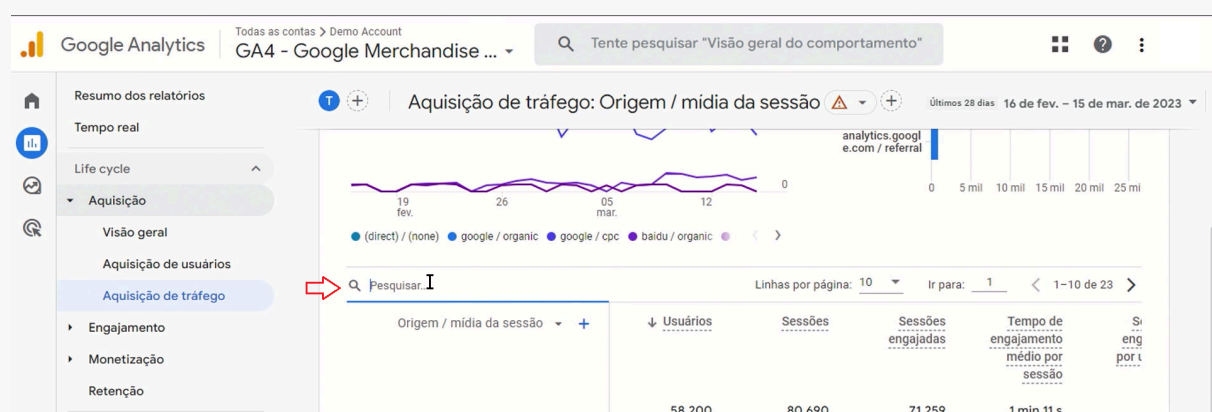 Google Analytics
Todas as contas > Demo Account
GA4 - Google Merchandise ...
Tente pesquisar "Visão geral do comportamento"
Resumo dos relatórios
Tempo real
Life cycle
Aquisição
Visão geral
Aquisição de usuários
Aquisição de tráfego
Engajamento
Monetização
Retenção
T
Aquisição de tráfego: Origem / mídia da sessão
Últimos 28 dias 16 de fev. – 15 de mar. de 2023
0
19
fev.
26
05
mar.
12
(direct) / (none) google / organic google / cpc baidu / organic
analytics.googl
e.com / referral
0 5 mil 10 mil 15 mil 20 mil 25 mi
Pesquisar...
Linhas por página: 10 Ir para: 1 1–10 de 23
Origem / mídia da sessão
Usuários
Sessões
Sessões
engajadas
Tempo de
engajamento
médio por
sessão
eng
por
58.200 80.690 71.259 1 min 11 s